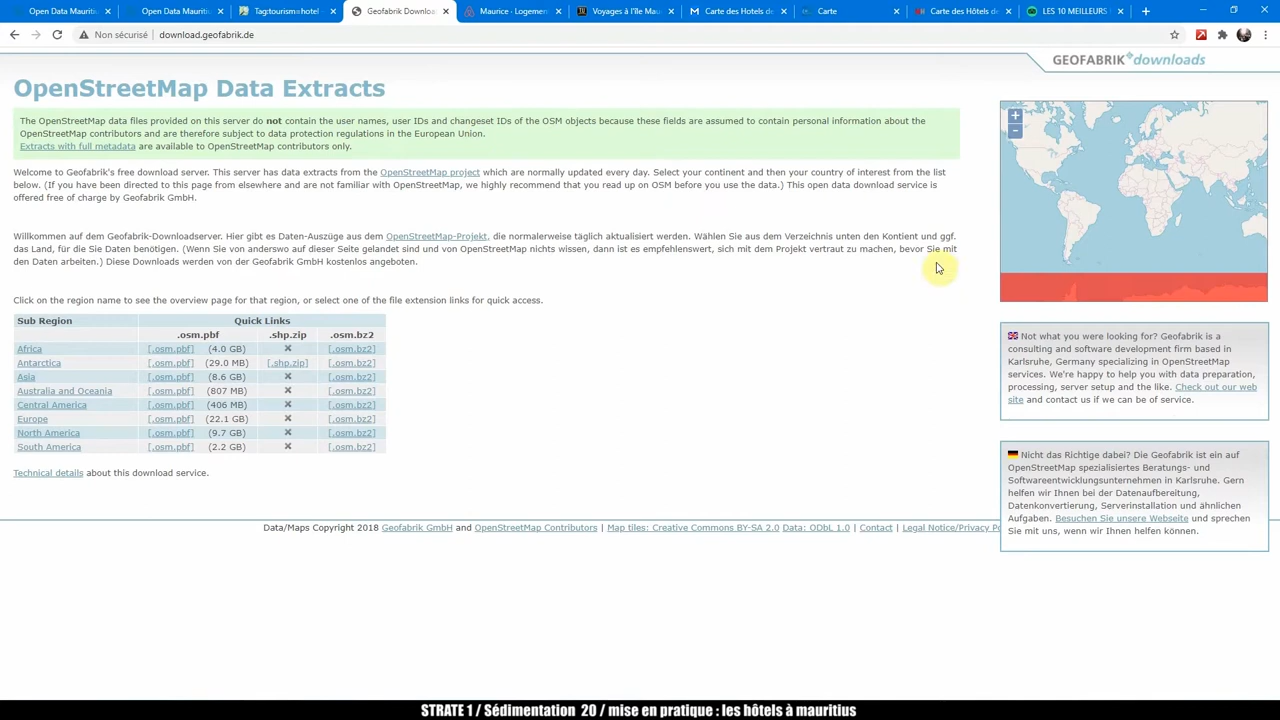 Open Data Mauriti
Open Data Mauriti
Tag:tourism=hotel
Geofabrik Downloa
Maurice · Logemen
Voyages à l'île Mau
Carte des Hotels de
Carte
Carte des Hôtels de
LES 10 MEILLEURS
Non sécurisé download.geofabrik.de
GEOFABRIK downloads
OpenStreetMap Data Extracts
The OpenStreetMap data files provided on this server do not contain the user names, user IDs and changeset IDs of the OSM objects because these fields are assumed to contain personal information about the
OpenStreetMap contributors and are therefore subject to data protection regulations in the European Union.
Extracts with full metadata are available to OpenStreetMap contributors only.
Welcome to Geofabrik's free download server. This server has data extracts from the OpenStreetMap project which are normally updated every day. Select your continent and then your country of interest from the list
below. (If you have been directed to this page from elsewhere and are not familiar with OpenStreetMap, we highly recommend that you read up on OSM before you use the data.) This open data download service is
offered free of charge by Geofabrik GmbH.
Willkommen auf dem Geofabrik-Downloadserver. Hier gibt es Daten-Auszüge aus dem OpenStreetMap-Projekt, die normalerweise täglich aktualisiert werden. Wählen Sie aus dem Verzeichnis unten den Kontient und ggf.
das Land, für die Sie Daten benötigen. (Wenn Sie von anderswo auf dieser Seite gelandet sind und von OpenStreetMap nichts wissen, dann ist es empfehlenswert, sich mit dem Projekt vertraut zu machen, bevor Sie mit
den Daten arbeiten.) Diese Downloads werden von der Geofabrik GmbH kostenlos angeboten.
Click on the region name to see the overview page for that region, or select one of the file extension links for quick access.
Sub Region Quick Links
.osm.pbf .shp.zip .osm.bz2
Africa [.osm.pbf] (4.0 GB) ✖ [.osm.bz2]
Antarctica [.osm.pbf] (29.0 MB) [.shp.zip] [.osm.bz2]
Asia [.osm.pbf] (8.6 GB) ✖ [.osm.bz2]
Australia and Oceania [.osm.pbf] (807 MB) ✖ [.osm.bz2]
Central America [.osm.pbf] (406 MB) ✖ [.osm.bz2]
Europe [.osm.pbf] (22.1 GB) ✖ [.osm.bz2]
North America [.osm.pbf] (9.7 GB) ✖ [.osm.bz2]
South America [.osm.pbf] (2.2 GB) ✖ [.osm.bz2]
Technical details about this download service.
+
-
Not what you were looking for? Geofabrik is a
consulting and software development firm based in
Karlsruhe, Germany specializing in OpenStreetMap
services. We're happy to help you with data preparation,
processing, server setup and the like. Check out our web
site and contact us if we can be of service.
Nicht das Richtige dabei? Die Geofabrik ist ein auf
OpenStreetMap spezialisiertes Beratungs- und
Softwareentwicklungsunternehmen in Karlsruhe. Gern
helfen wir Ihnen bei der Datenaufbereitung,
Datenkonvertierung, Serverinstallation und ähnlichen
Aufgaben. Besuchen Sie unsere Webseite und sprechen
Sie mit uns, wenn wir Ihnen helfen können.
Data/Maps Copyright 2018 Geofabrik GmbH and OpenStreetMap Contributors | Map tiles: Creative Commons BY-SA 2.0 Data: ODbL 1.0 | Contact | Legal Notice/Privacy Po
STRATE 1 / Sédimentation 20 / mise en pratique : les hôtels à mauritius